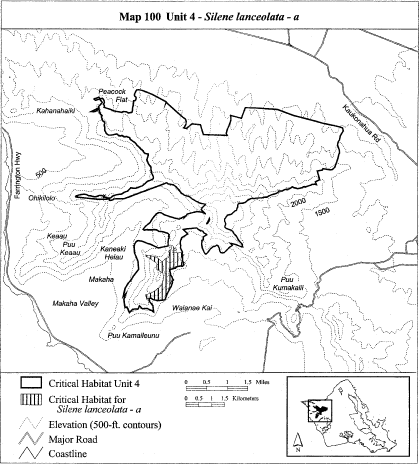 Map 100 Unit 4 - Silene lanceolata - a
Peacock
Flat
Kahanahaiki
Kaukonahua Rd
Farrington Hwy
500
Ohikilolo
2000
1500
Keaau
Puu
Keaau
Kaneaki
Heiau
Makaha
Puu
Kumakalii
Makaha Valley
Waianae Kai
Puu Kamaileunu
Critical Habitat Unit 4
Critical Habitat for
Silene lanceolata - a
Elevation (500-ft. contours)
Major Road
Coastline
0 0.5 1 1.5 Miles
0 0.5 1 1.5 Kilometers
N